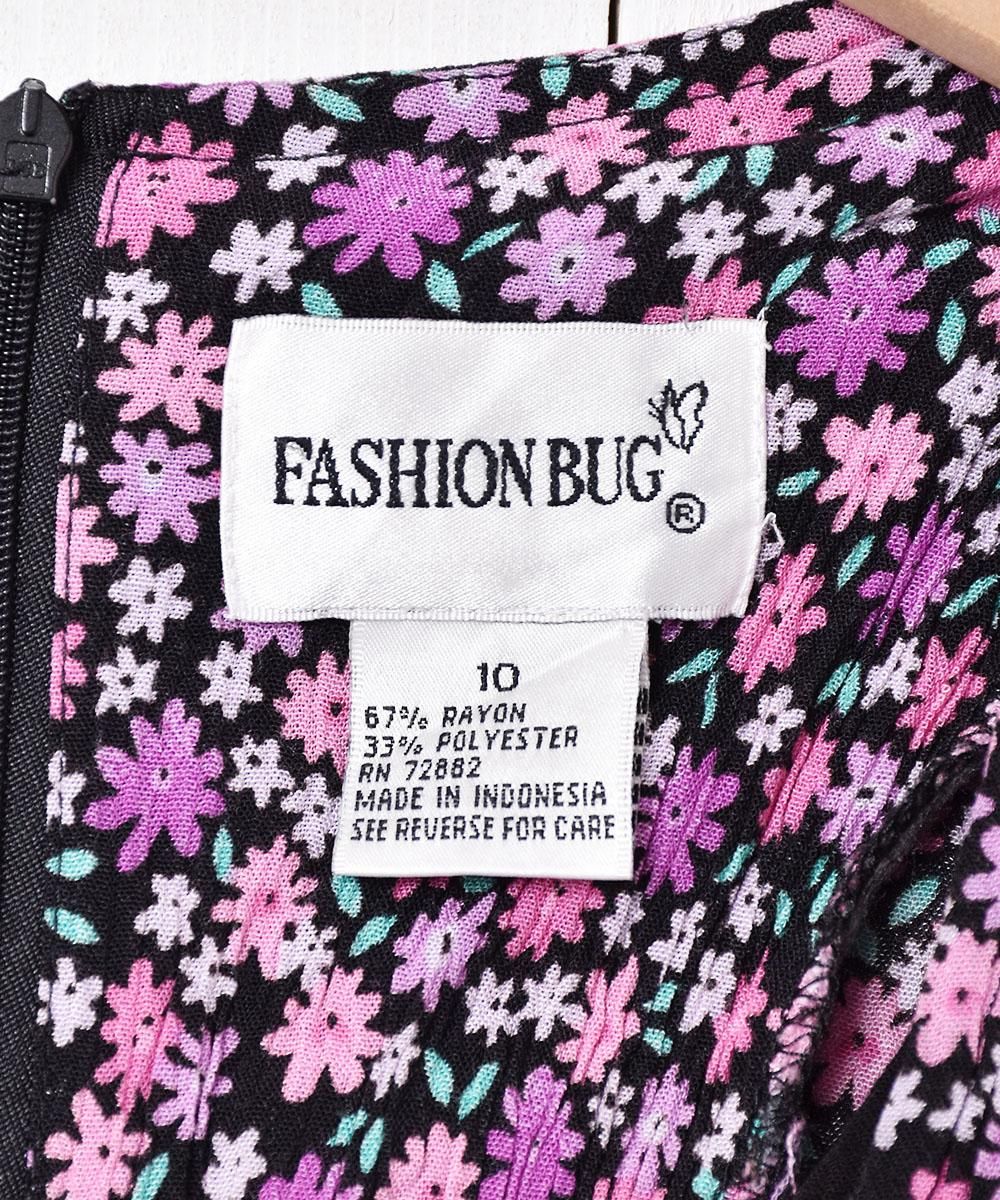 FASHION BUG
®
10
67% RAYON
33% POLYESTER
RN 72882
MADE IN INDONESIA
SEE REVERSE FOR CARE